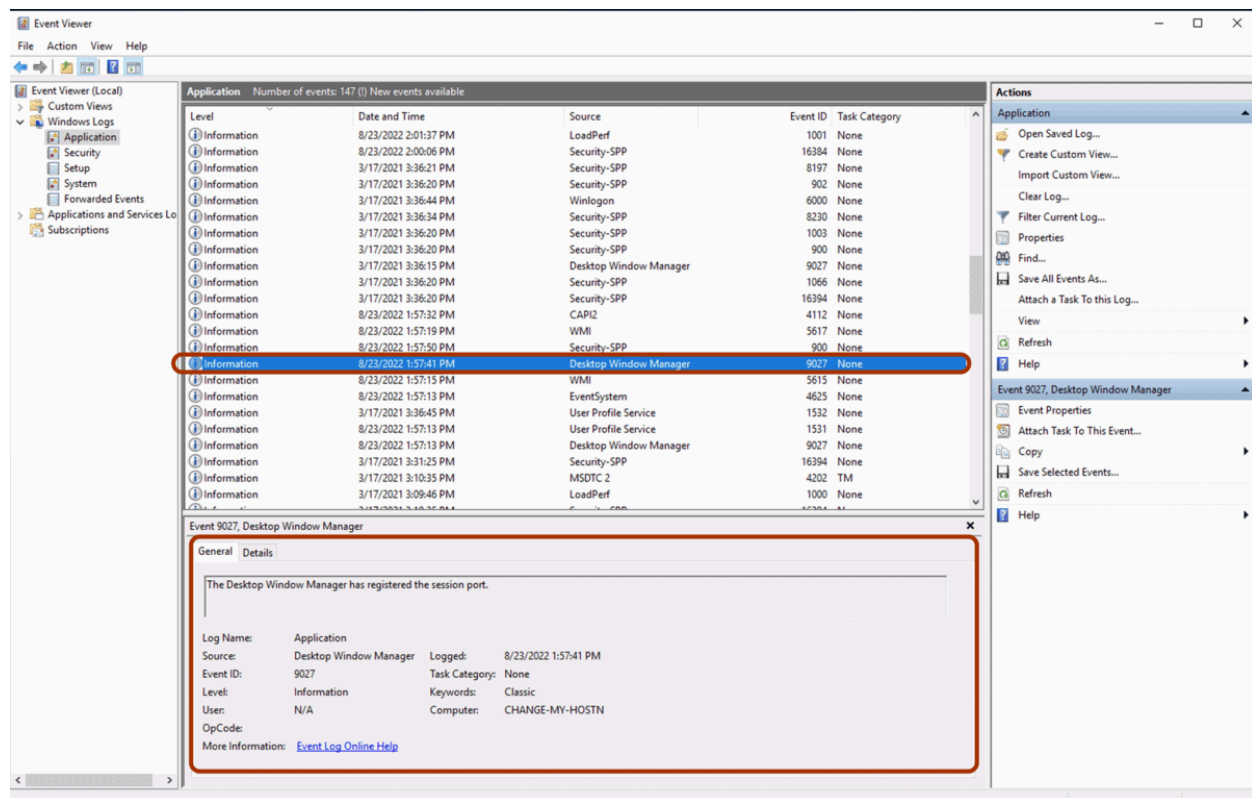 Event Viewer
File Action View Help
Event Viewer (Local)
Custom Views
Windows Logs
Application
Security
Setup
System
Forwarded Events
Applications and Services Lo
Subscriptions
Application Number of events: 147 (!) New events available
Level Date and Time Source Event ID Task Category
Information 8/23/2022 2:01:37 PM LoadPerf 1001 None
Information 8/23/2022 2:00:06 PM Security-SPP 16384 None
Information 3/17/2021 3:36:21 PM Security-SPP 8197 None
Information 3/17/2021 3:36:20 PM Security-SPP 902 None
Information 3/17/2021 3:36:44 PM Winlogon 6000 None
Information 3/17/2021 3:36:34 PM Security-SPP 8230 None
Information 3/17/2021 3:36:20 PM Security-SPP 1003 None
Information 3/17/2021 3:36:20 PM Security-SPP 900 None
Information 3/17/2021 3:36:15 PM Desktop Window Manager 9027 None
Information 3/17/2021 3:36:20 PM Security-SPP 1066 None
Information 3/17/2021 3:36:20 PM Security-SPP 16394 None
Information 8/23/2022 1:57:32 PM CAPI2 4112 None
Information 8/23/2022 1:57:19 PM WMI 5617 None
Information 8/23/2022 1:57:50 PM Security-SPP 900 None
Information 8/23/2022 1:57:41 PM Desktop Window Manager 9027 None
Information 8/23/2022 1:57:15 PM WMI 5615 None
Information 8/23/2022 1:57:13 PM EventSystem 4625 None
Information 3/17/2021 3:36:45 PM User Profile Service 1532 None
Information 8/23/2022 1:57:13 PM User Profile Service 1531 None
Information 8/23/2022 1:57:13 PM Desktop Window Manager 9027 None
Information 3/17/2021 3:31:25 PM Security-SPP 16394 None
Information 3/17/2021 3:10:35 PM MSDTC 2 4202 TM
Information 3/17/2021 3:09:46 PM LoadPerf 1000 None
Event 9027, Desktop Window Manager
General Details
The Desktop Window Manager has registered the session port.
Log Name: Application
Source: Desktop Window Manager Logged: 8/23/2022 1:57:41 PM
Event ID: 9027 Task Category: None
Level: Information Keywords: Classic
User: N/A Computer: CHANGE-MY-HOSTN
OpCode:
More Information: Event Log Online Help
Actions
Application
Open Saved Log...
Create Custom View...
Import Custom View...
Clear Log...
Filter Current Log...
Properties
Find...
Save All Events As...
Attach a Task To this Log...
View
Refresh
Help
Event 9027, Desktop Window Manager
Event Properties
Attach Task To This Event...
Copy
Save Selected Events...
Refresh
Help